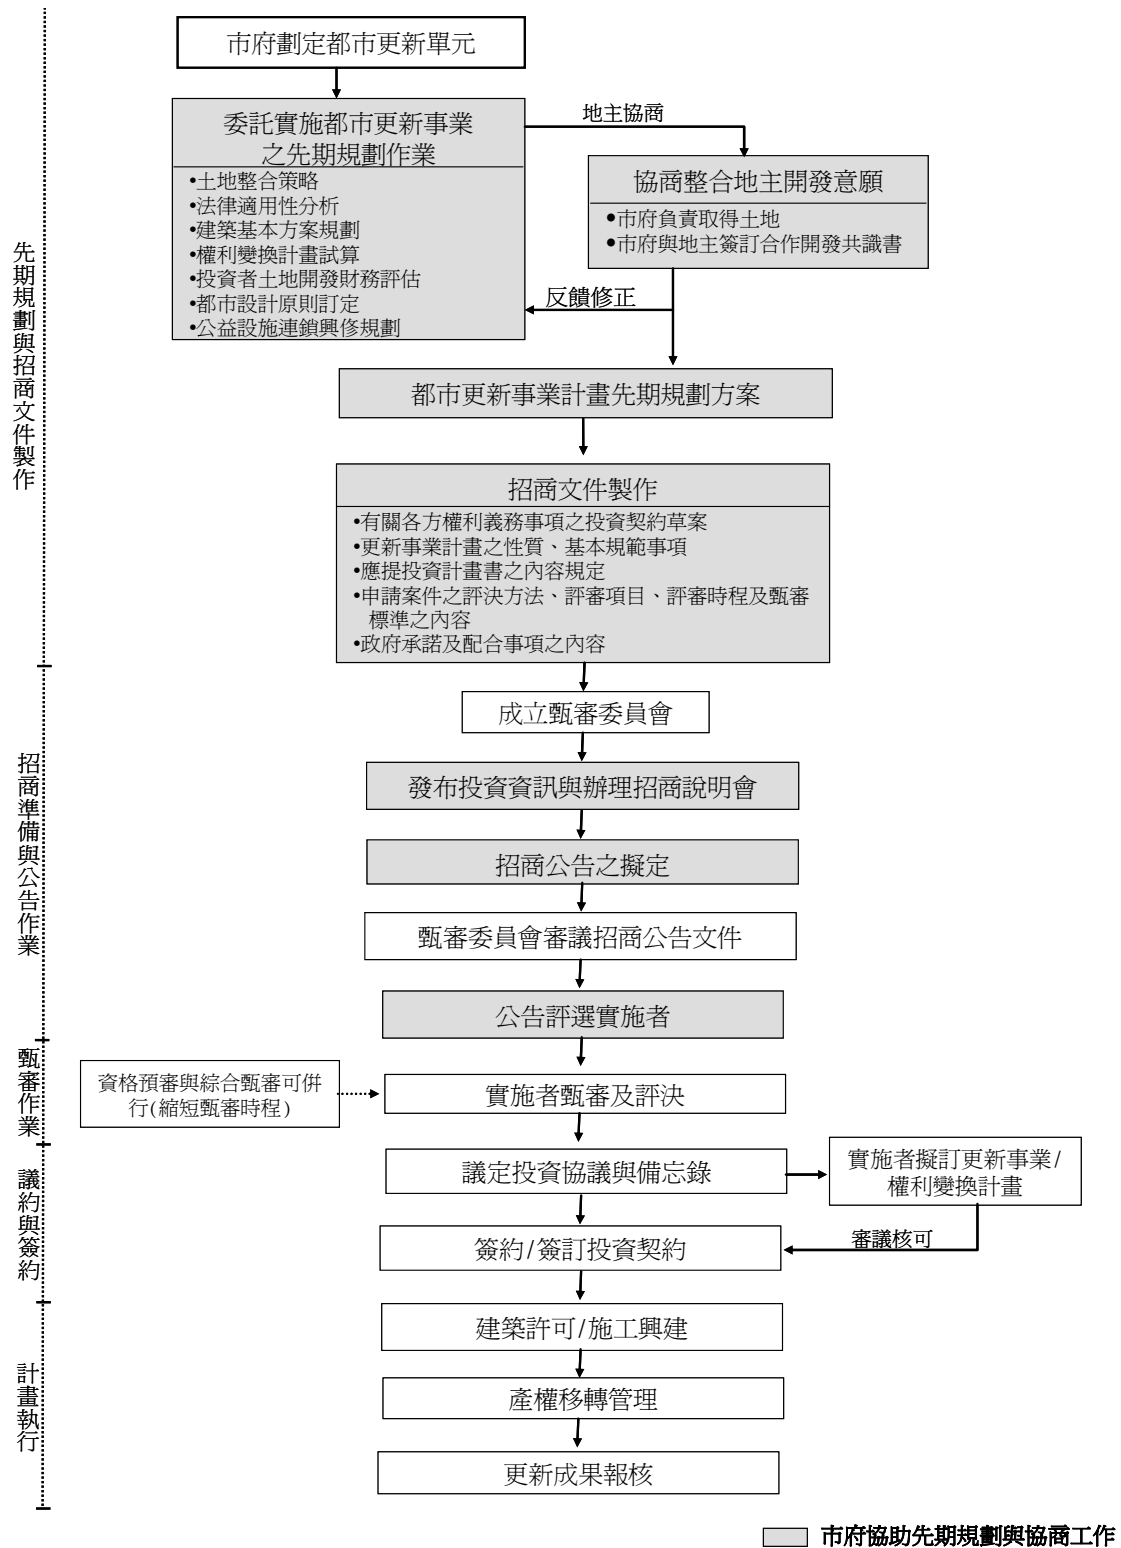 市府劃定都市更新單元
委託實施都市更新事業
之先期規劃作業
•土地整合策略
•法律適用性分析
•建築基本方案規劃
•權利變換計畫試算
•投資者土地開發財務評估
•都市設計原則訂定
•公益設施連鎖興修規劃
地主協商
協商整合地主開發意願
•市府負責取得土地
•市府與地主簽訂合作開發共識書
反饋修正
先期規劃與招商文件製作
都市更新事業計畫先期規劃方案
招商文件製作
•有關各方權利義務事項之投資契約草案
•更新事業計畫之性質、基本規範事項
•應提投資計畫書之內容規定
•申請案件之評決方法、評審項目、評審時程及甄審
標準之內容
•政府承諾及配合事項之內容
招商準備與公告作業
成立甄審委員會
發布投資資訊與辦理招商說明會
招商公告之擬定
甄審委員會審議招商公告文件
公告評選實施者
甄審作業
資格預審與綜合甄審可併
行(縮短甄審時程)
實施者甄審及評決
議約與簽約
議定投資協議與備忘錄
實施者擬訂更新事業/
權利變換計畫
審議核可
簽約/簽訂投資契約
計畫執行
建築許可/施工興建
產權移轉管理
更新成果報核
市府協助先期規劃與協商工作